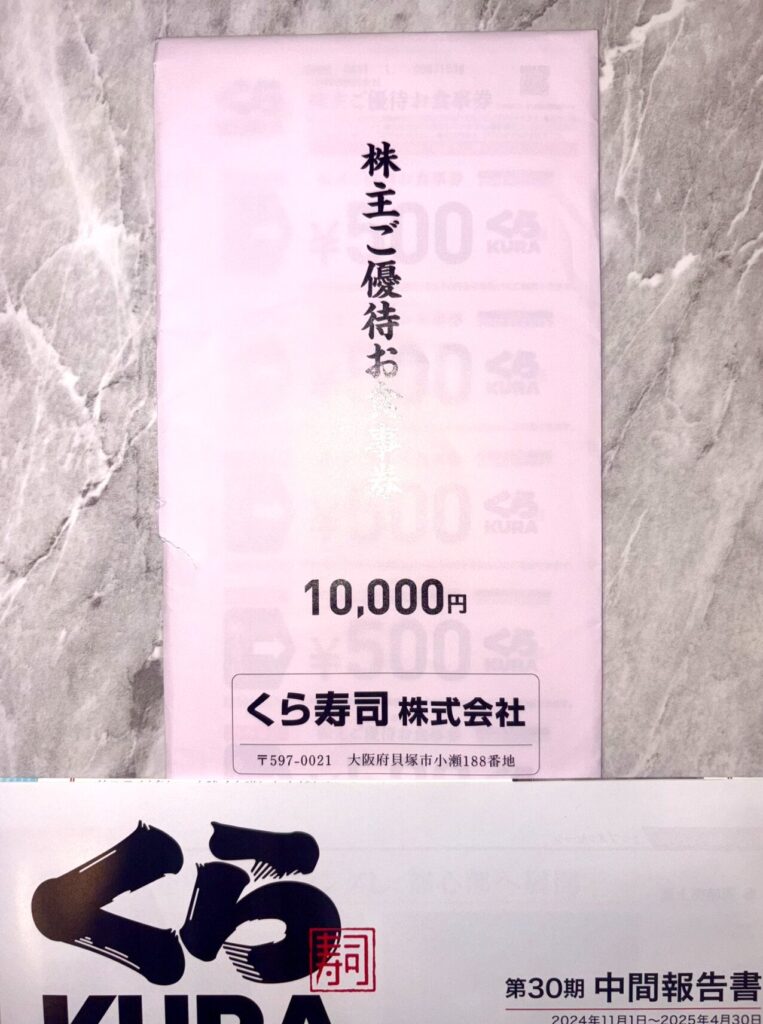 株主ご優待お食事券
10,000円
くら寿司 株式会社
〒597-0021 大阪府貝塚市小瀬188番地
くら
寿司
KURA
第30期 中間報告書
2024年11月1日～2025年4月30日